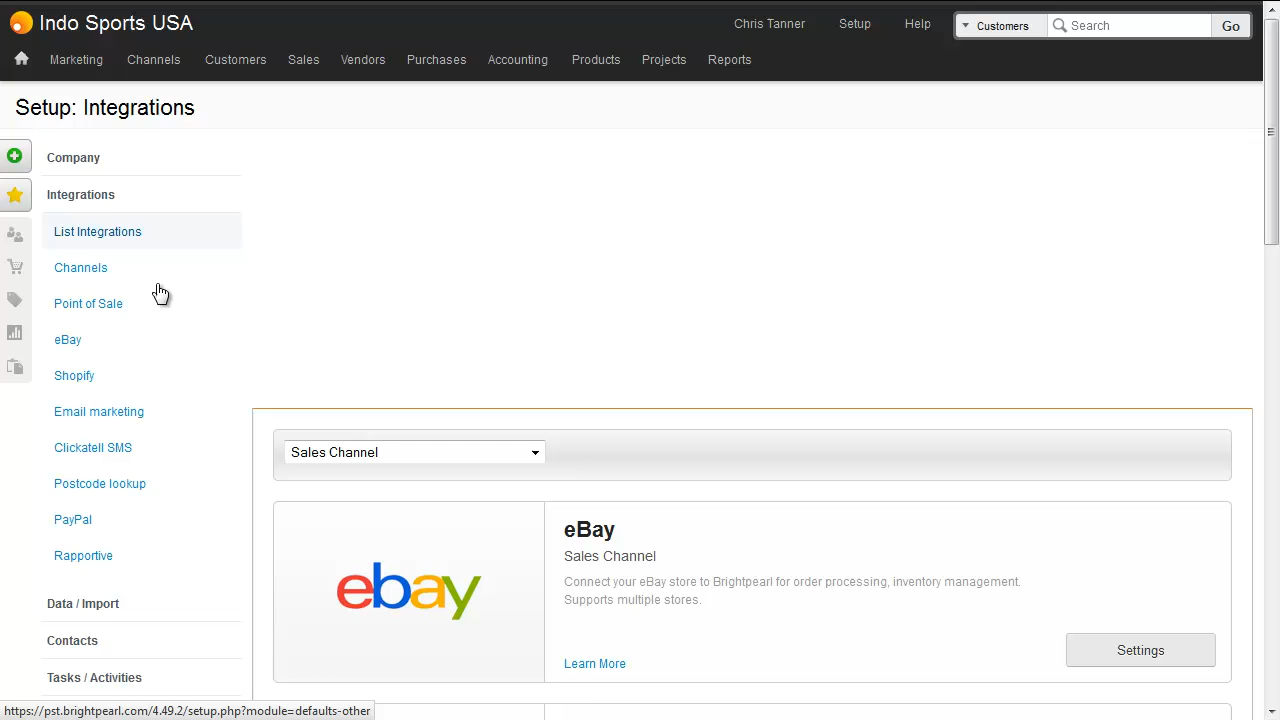 Indo Sports USA
Chris Tanner Setup Help Customers Search Go
Marketing Channels Customers Sales Vendors Purchases Accounting Products Projects Reports
Setup: Integrations
Company
Integrations
List Integrations
Channels
Point of Sale
eBay
Shopify
Email marketing
Clickatell SMS
Postcode lookup
PayPal
Rapportive
Data / Import
Contacts
Tasks / Activities
Sales Channel
ebay
eBay
Sales Channel
Connect your eBay store to Brightpearl for order processing, inventory management.
Supports multiple stores.
Learn More
Settings
https://pst.brightpearl.com/4.49.2/setup.php?module=defaults-other